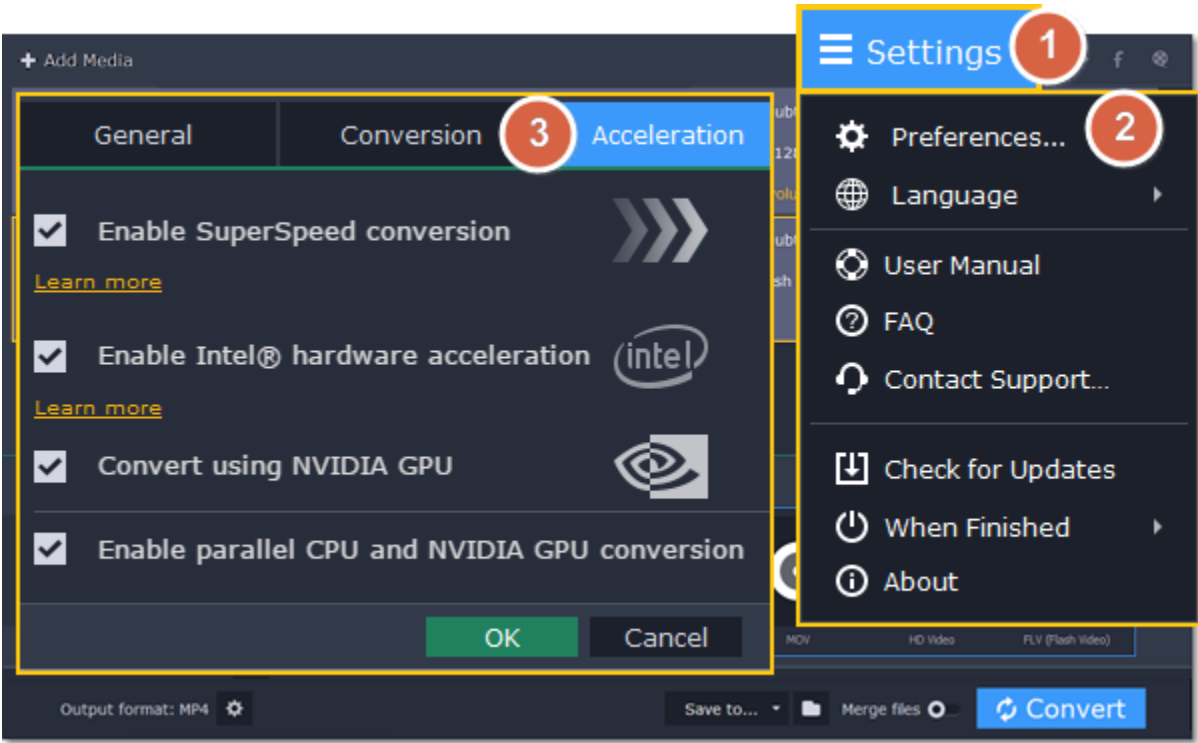 Settings
1
f
+ Add Media
General
Conversion
3
Acceleration
Enable SuperSpeed conversion
Learn more
Enable Intel® hardware acceleration
intel
Learn more
Convert using NVIDIA GPU
Enable parallel CPU and NVIDIA GPU conversion
OK
Cancel
Preferences...
2
Language
User Manual
FAQ
Contact Support...
Check for Updates
When Finished
About
MOV
HD Video
FLV (Flash Video)
Output format: MP4
Save to...
Merge files
Convert